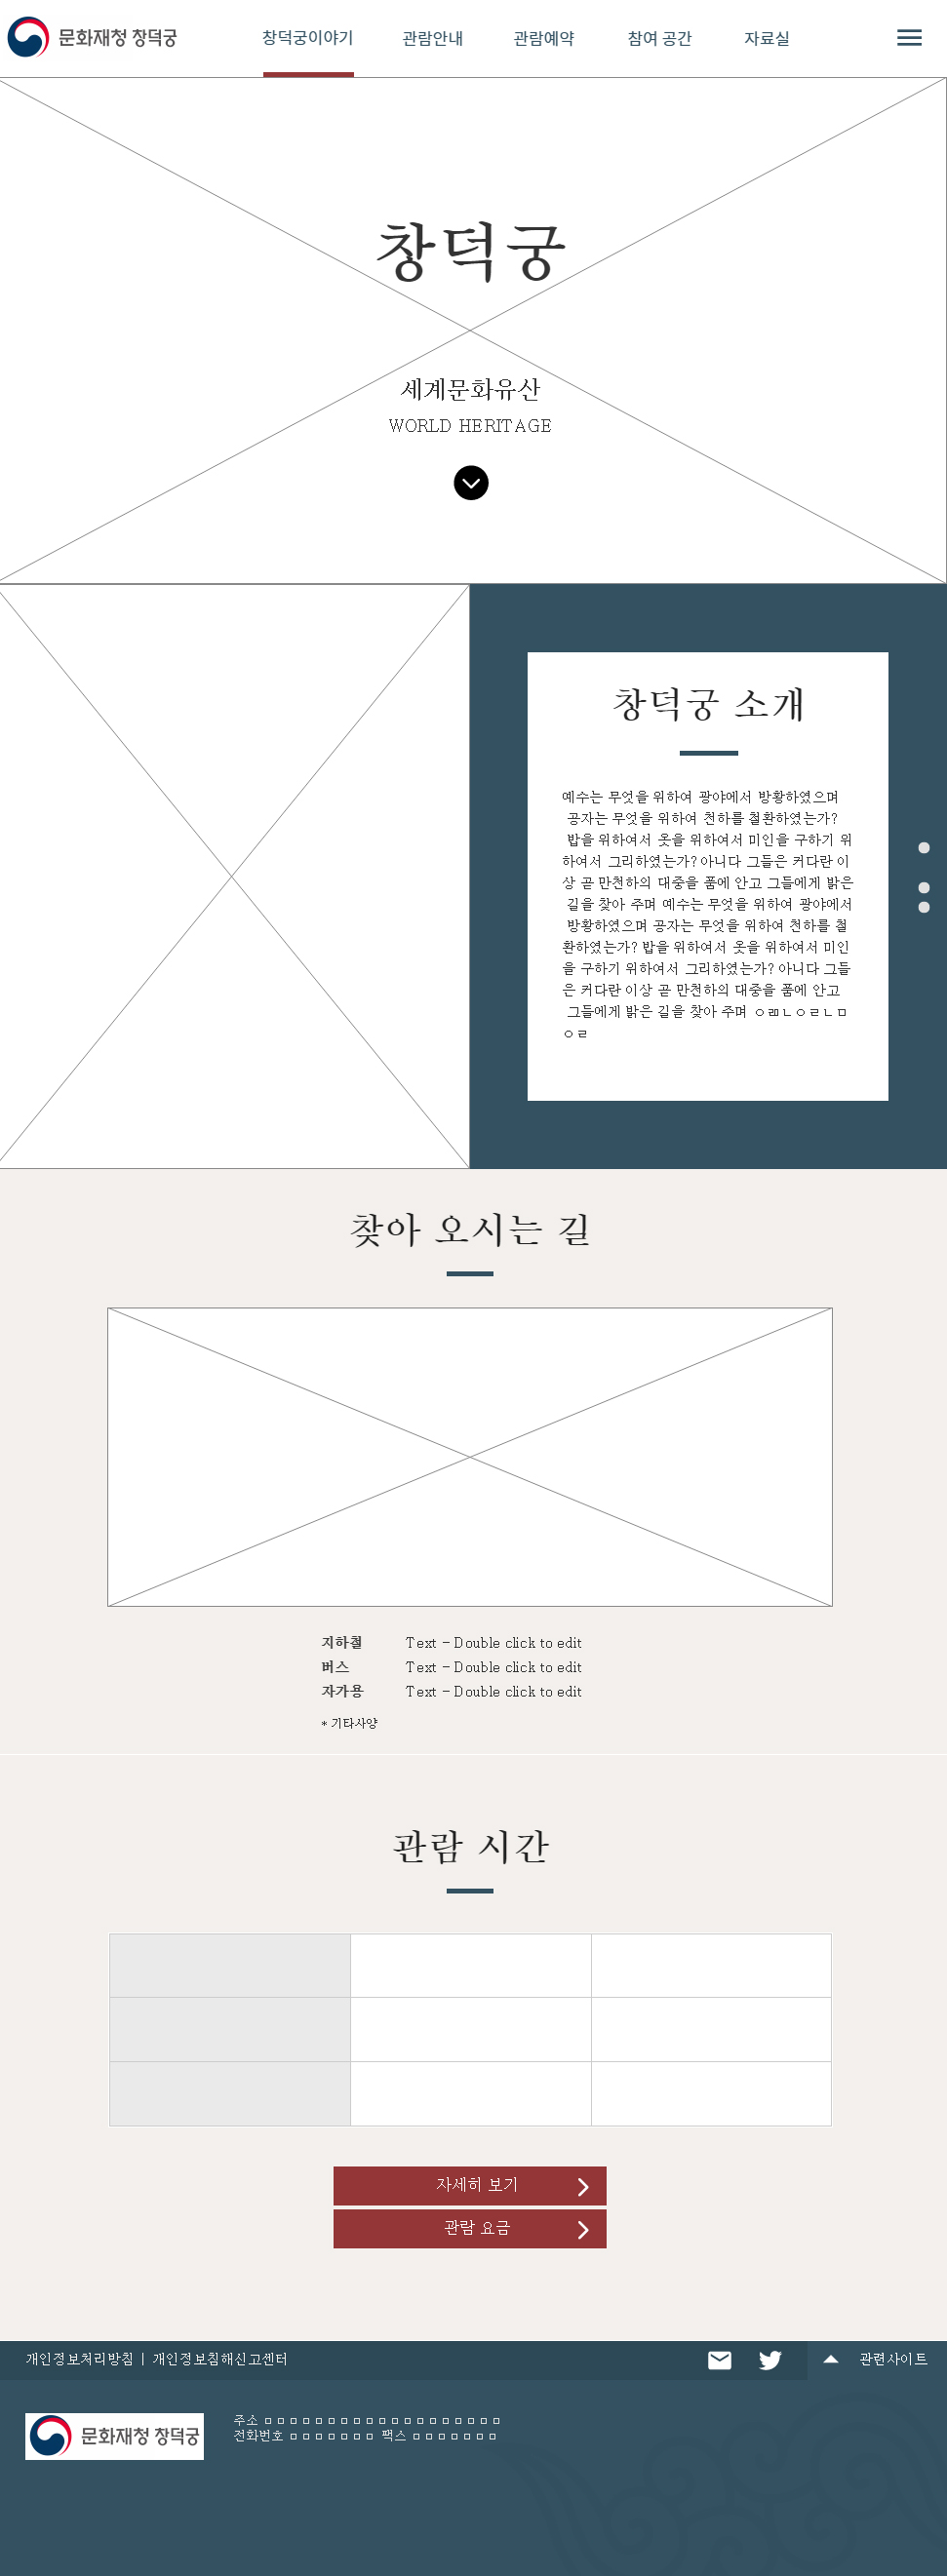 문화재청 창덕궁
창덕궁이야기 관람안내 관람예약 참여 공간 자료실
창덕궁
세계문화유산
WORLD HERITAGE
창덕궁 소개
예수는 무엇을 위하여 광야에서 방황하였으며
공자는 무엇을 위하여 천하를 철환하였는가?
밥을 위하여서 옷을 위하여서 미인을 구하기 위
하여서 그리하였는가? 아니다 그들은 커다란 이
상 곧 만천하의 대중을 품에 안고 그들에게 밝은
길을 찾아 주며 예수는 무엇을 위하여 광야에서
방황하였으며 공자는 무엇을 위하여 천하를 철
환하였는가? 밥을 위하여서 옷을 위하여서 미인
을 구하기 위하여서 그리하였는가? 아니다 그들
은 커다란 이상 곧 만천하의 대중을 품에 안고
그들에게 밝은 길을 찾아 주며
ㅇㄹ
찾아 오시는 길
지하철 Text - Double click to edit
버스 Text - Double click to edit
자가용 Text - Double click to edit
* 기타사양
관람 시간
자세히 보기
관람 요금
개인정보처리방침 | 개인정보침해신고센터
관련사이트
문화재청 창덕궁
주소 ㅁㅁㅁㅁㅁㅁㅁㅁㅁㅁㅁㅁㅁㅁㅁㅁㅁㅁㅁ
전화번호 ㅁㅁㅁㅁㅁㅁㅁ 팩스 ㅁㅁㅁㅁㅁㅁㅁ